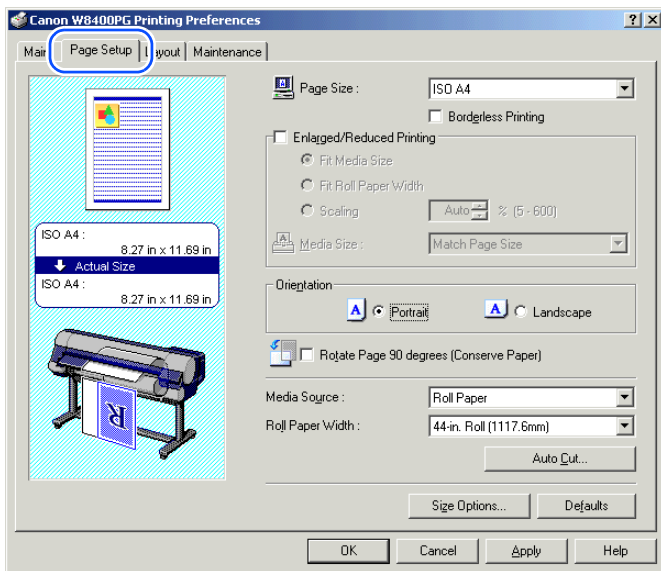 Canon W8400PG Printing Preferences
Main Page Setup Layout Maintenance
Page Size : ISO A4
Borderless Printing
Enlarged/Reduced Printing
Fit Media Size
Fit Roll Paper Width
Scaling Auto % (5 - 600)
Media Size : Match Page Size
ISO A4 :
8.27 in x 11.69 in
Actual Size
ISO A4 :
8.27 in x 11.69 in
Orientation
A Portrait A Landscape
Rotate Page 90 degrees (Conserve Paper)
R
Media Source : Roll Paper
Roll Paper Width : 44-in. Roll (1117.6mm)
Auto Cut...
Size Options... Defaults
OK Cancel Apply Help